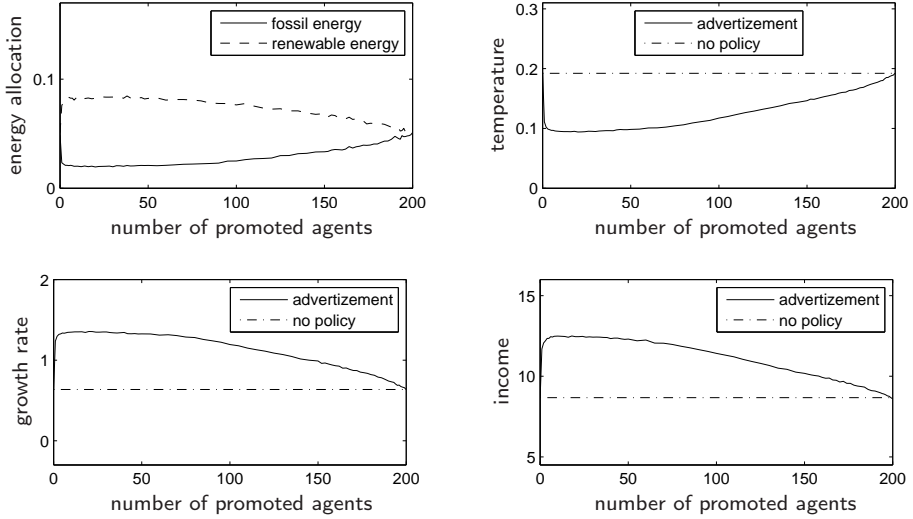 fossil energy
renewable energy
energy allocation
0.1
0
0 50 100 150 200
number of promoted agents
advertizement
no policy
temperature
0.3
0.2
0.1
0
0 50 100 150 200
number of promoted agents
advertizement
no policy
growth rate
2
1
0
0 50 100 150 200
number of promoted agents
advertizement
no policy
income
15
10
5
0 50 100 150 200
number of promoted agents